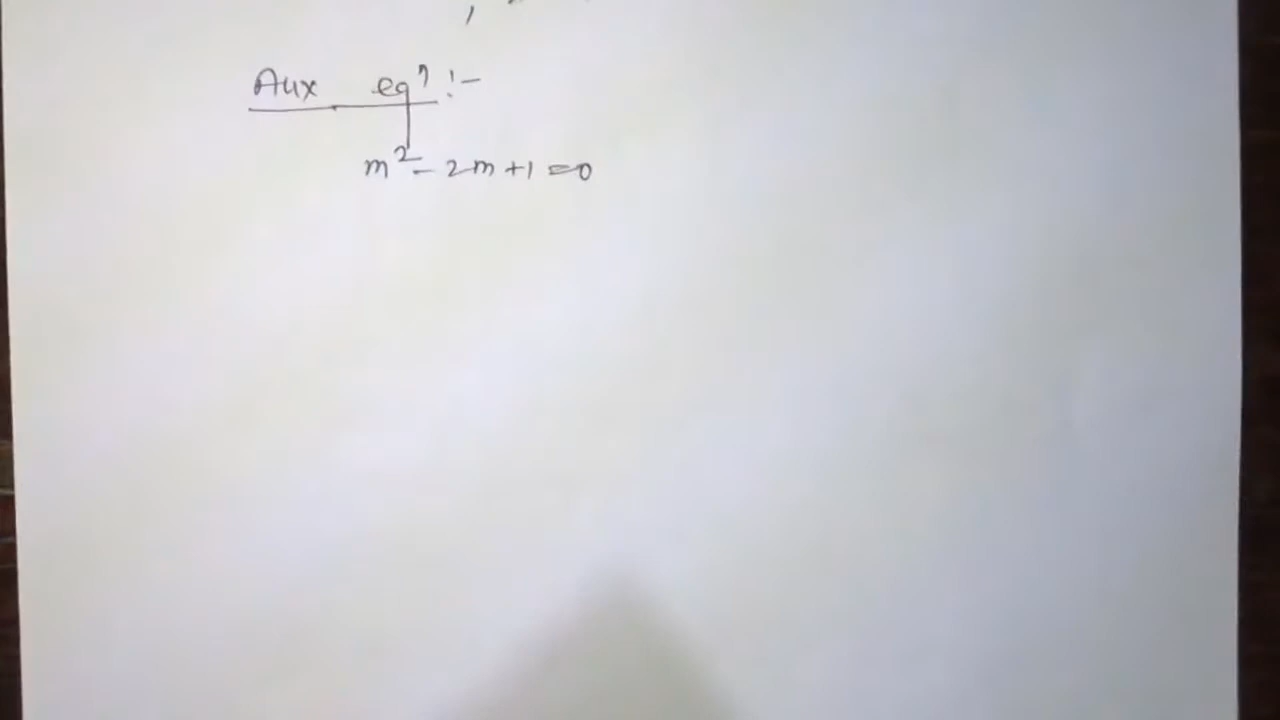 Aux eqⁿ :-
m² - 2m + 1 = 0